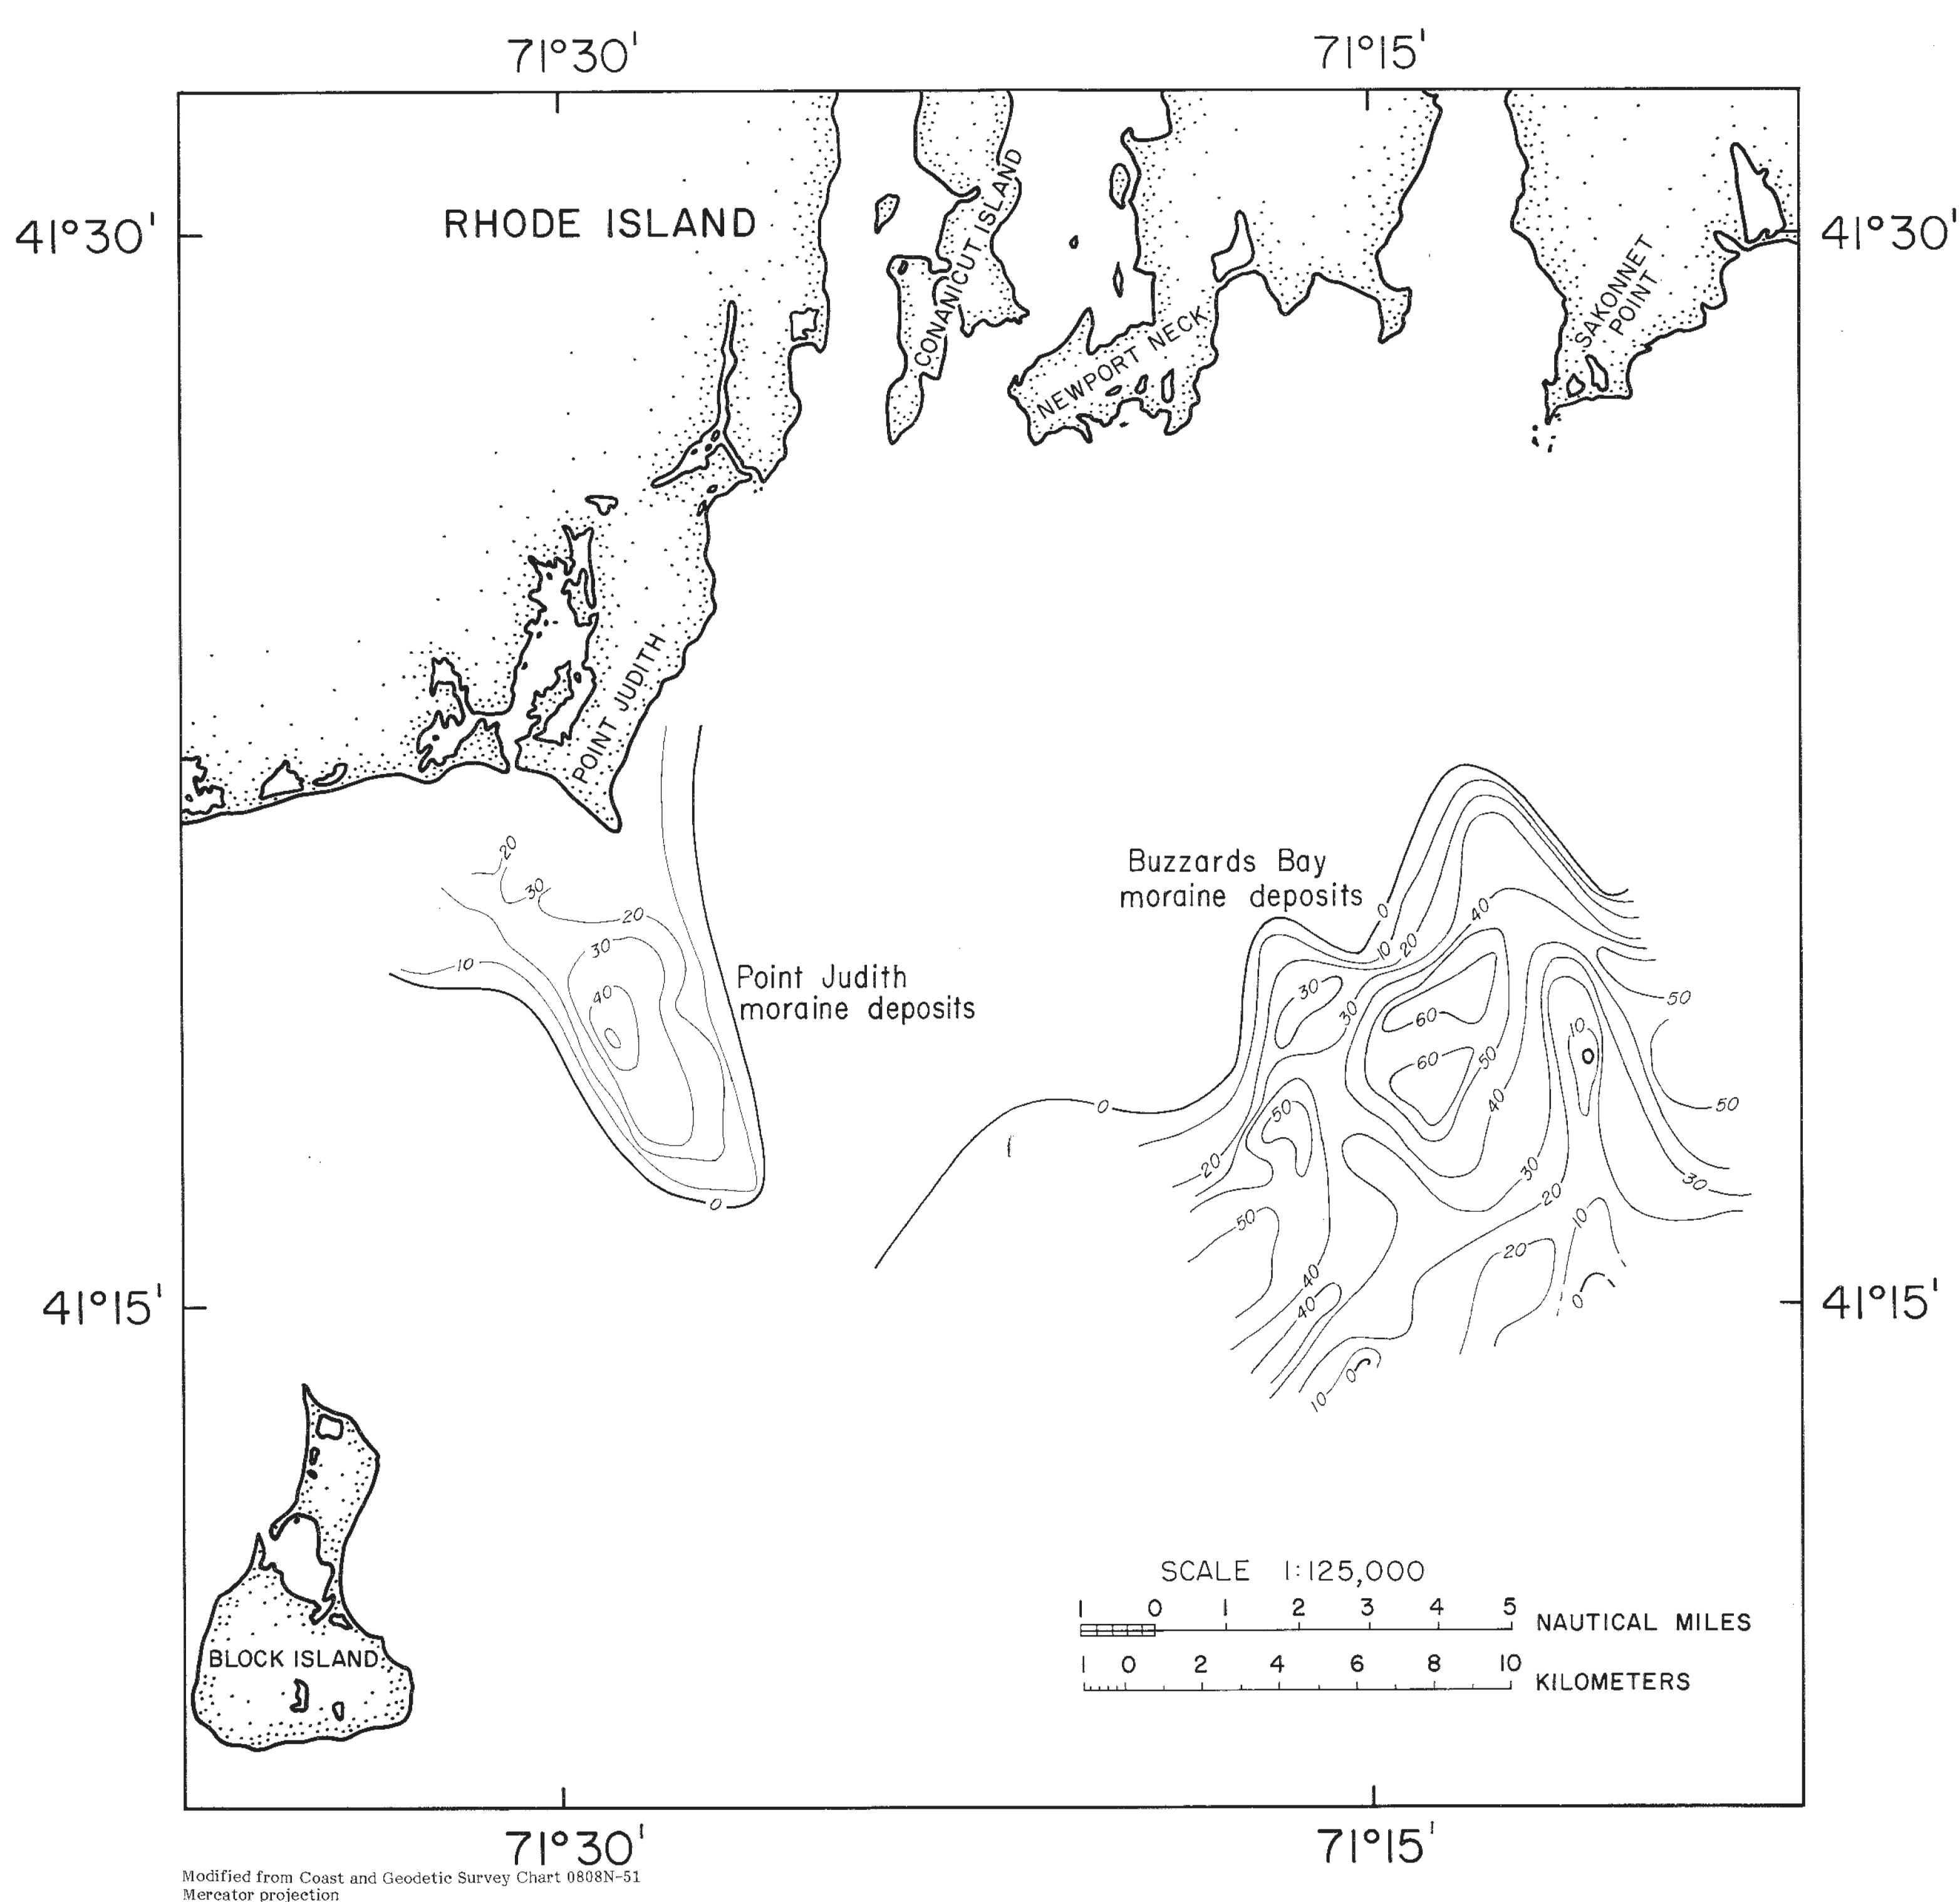 71°30' 71°15'
41°30' 41°30'
RHODE ISLAND
CONANICUT ISLAND
NEWPORT NECK
SAKONNET
POINT
POINT JUDITH
20
30
20
30
40
10
0
Point Judith
moraine deposits
Buzzards Bay
moraine deposits
0
10
20
40
30
30
60
60
50
40
50
10
50
30
50
20
50
0
30
20
10
20
40
40
0
10
0
41°15' 41°15'
BLOCK ISLAND
SCALE 1:125,000
1 0 1 2 3 4 5 NAUTICAL MILES
1 0 2 4 6 8 10 KILOMETERS
71°30' 71°15'
Modified from Coast and Geodetic Survey Chart 0808N-51
Mercator projection